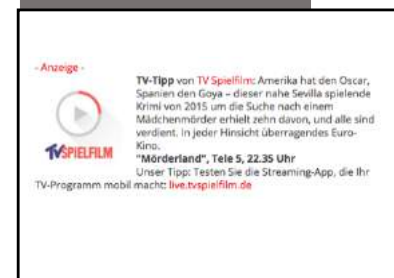 - Anzeige -
TV-Tipp von TV Spielfilm: Amerika hat den Oscar,
Spanien den Goya – dieser nahe Sevilla spielende
Krimi von 2015 um die Suche nach einem
Mädchenmörder erhielt zehn davon, und alle sind
verdient. In jeder Hinsicht überragendes Euro-
Kino.
"Mörderland", Tele 5, 22.35 Uhr
Unser Tipp: Testen Sie die Streaming-App, die Ihr
TV-Programm mobil macht: live.tvspielfilm.de
TVSPIELFILM